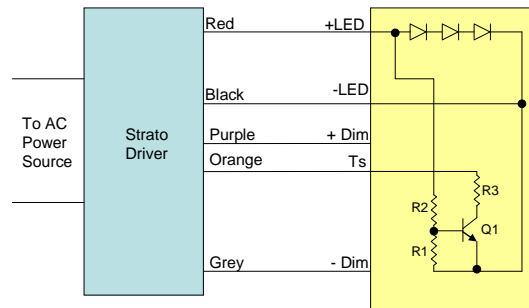 Red +LED
Black -LED
To AC
Power
Source
Strato
Driver
Purple + Dim
Orange Ts
R3
R2
Q1
R1
Grey - Dim